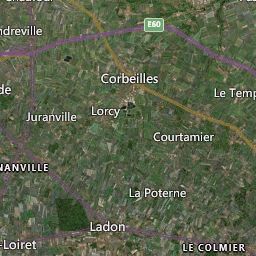 ndreville
E60
Corbeilles
de
Le Temp
Lorcy
Juranville
Courtamier
NANVILLE
La Poterne
Ladon
-Loiret
LE COLMIER